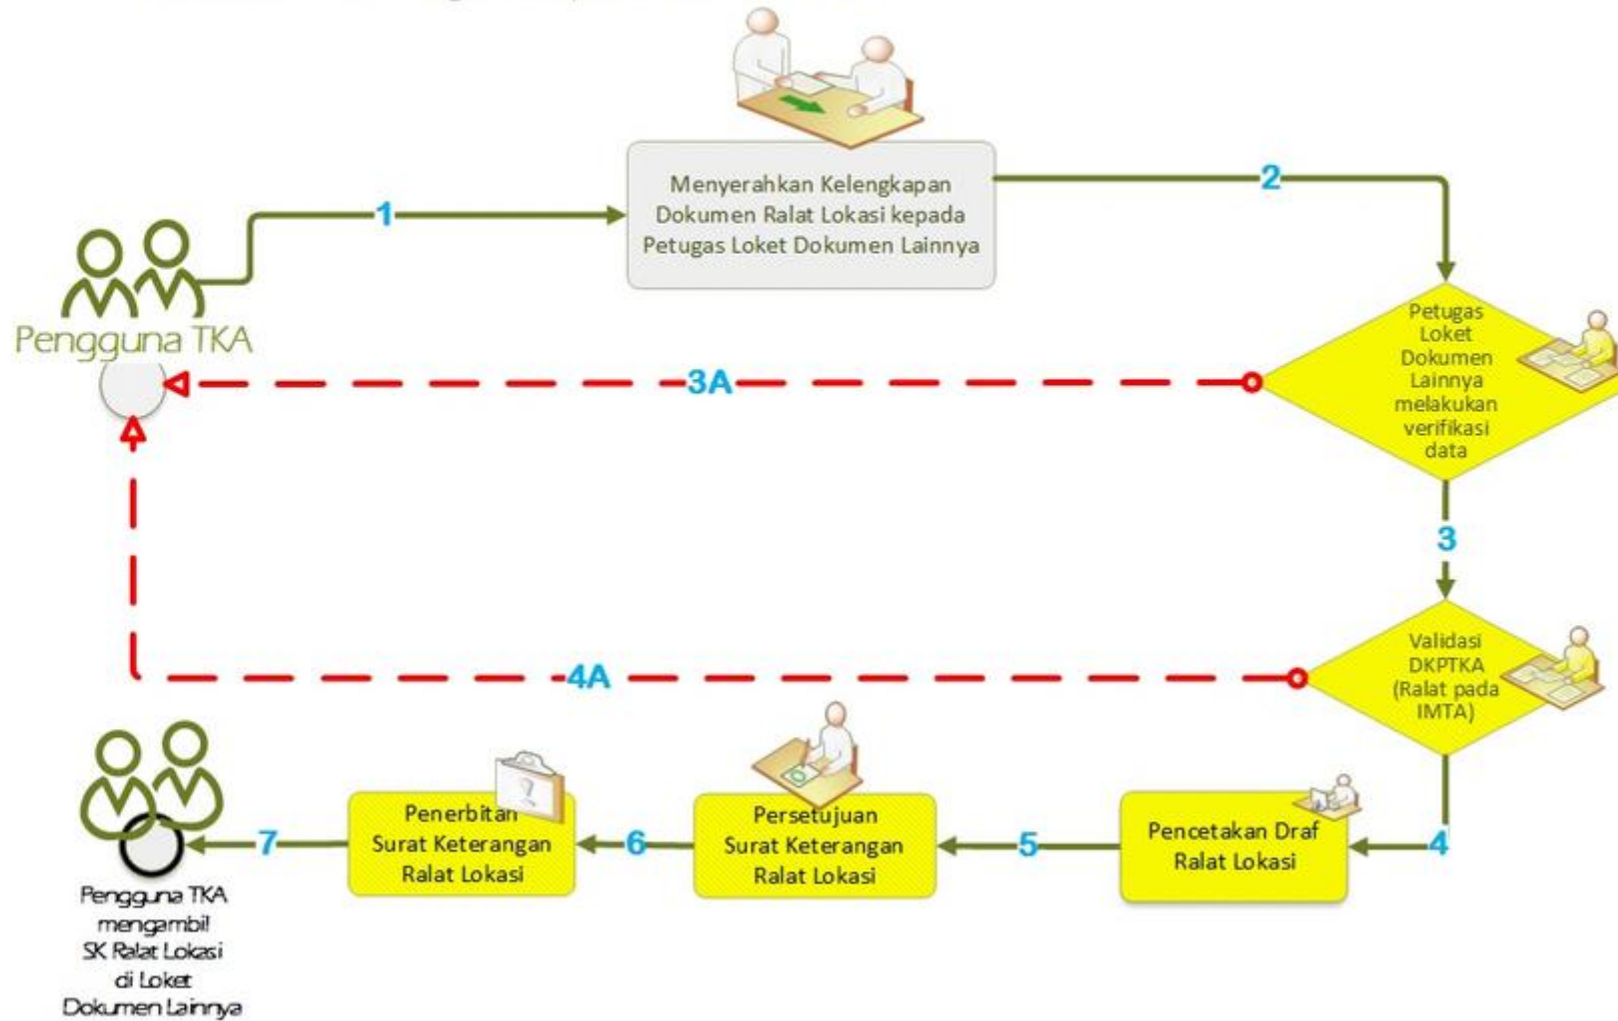 Menyerahkan Kelengkapan
Dokumen Ralat Lokasi kepada
Petugas Loket Dokumen Lainnya
1
2
Pengguna TKA
Petugas
Loket
Dokumen
Lainnya
melakukan
verifikasi
data
3A
3
Validasi
DKPTKA
(Ralat pada
IMTA)
4A
Penerbitan
Surat Keterangan
Ralat Lokasi
Persetujuan
Surat Keterangan
Ralat Lokasi
Pencetakan Draf
Ralat Lokasi
7
6
5
4
Pengguna TKA
mengambil
SK Ralat Lokasi
di Loket
Dokumen Lainnya